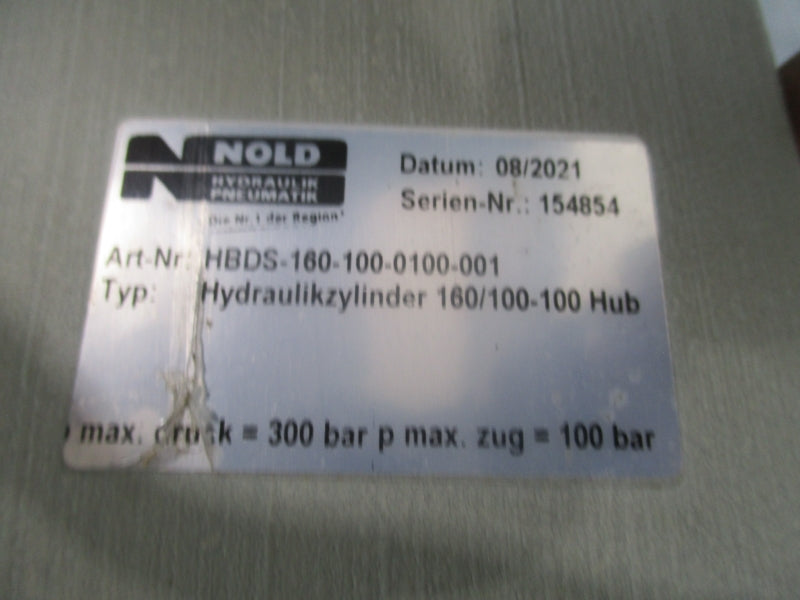 NOLD
HYDRAULIK
PNEUMATIK
"Die Nr. 1 der Region"
Datum: 08/2021
Serien-Nr.: 154854
Art-Nr: HBDS-160-100-0100-001
Typ: Hydraulikzylinder 160/100-100 Hub
p max. druck = 300 bar p max. zug = 100 bar